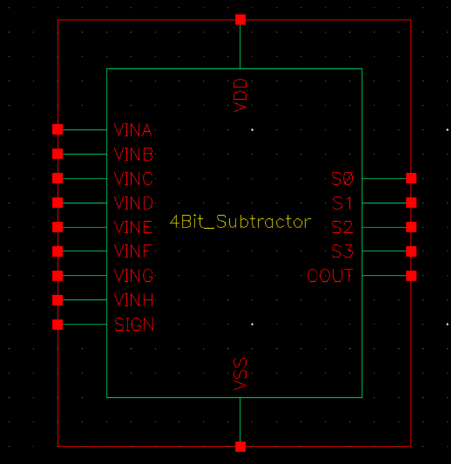 VDD
VINA
VINB
VINC
VIND
VINE
VINF
VING
VINH
SIGN
4Bit_Subtractor
S0
S1
S2
S3
COUT
VSS